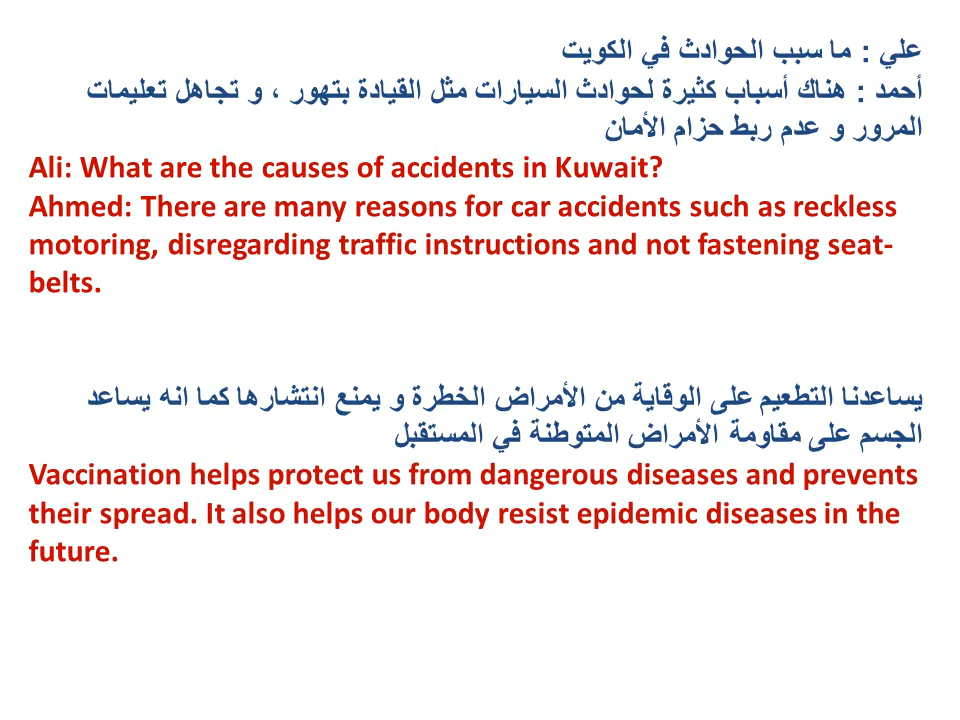 علي : ما سبب الحوادث في الكويت
أحمد : هناك أسباب كثيرة لحوادث السيارات مثل القيادة بتهور ، و تجاهل تعليمات
المرور و عدم ربط حزام الأمان
Ali: What are the causes of accidents in Kuwait?
Ahmed: There are many reasons for car accidents such as reckless
motoring, disregarding traffic instructions and not fastening seat-
belts.
يساعدنا التطعيم على الوقاية من الأمراض الخطرة و يمنع انتشارها كما انه يساعد
الجسم على مقاومة الأمراض المتوطنة في المستقبل
Vaccination helps protect us from dangerous diseases and prevents
their spread. It also helps our body resist epidemic diseases in the
future.